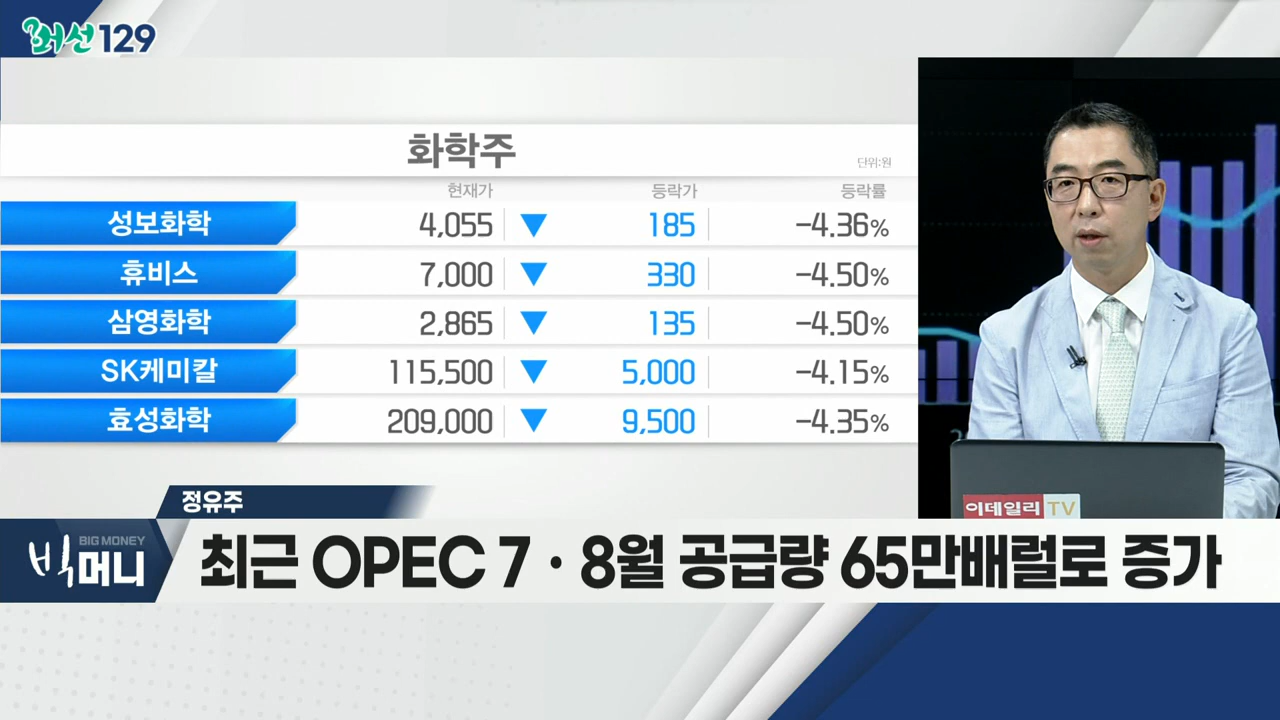 머선129
화학주
단위:원
현재가 등락가 등락률
성보화학 4,055 ▼ 185 -4.36%
휴비스 7,000 ▼ 330 -4.50%
삼영화학 2,865 ▼ 135 -4.50%
SK케미칼 115,500 ▼ 5,000 -4.15%
효성화학 209,000 ▼ 9,500 -4.35%
이데일리TV
정유주
BIG MONEY
빅머니
최근 OPEC 7·8월 공급량 65만배럴로 증가